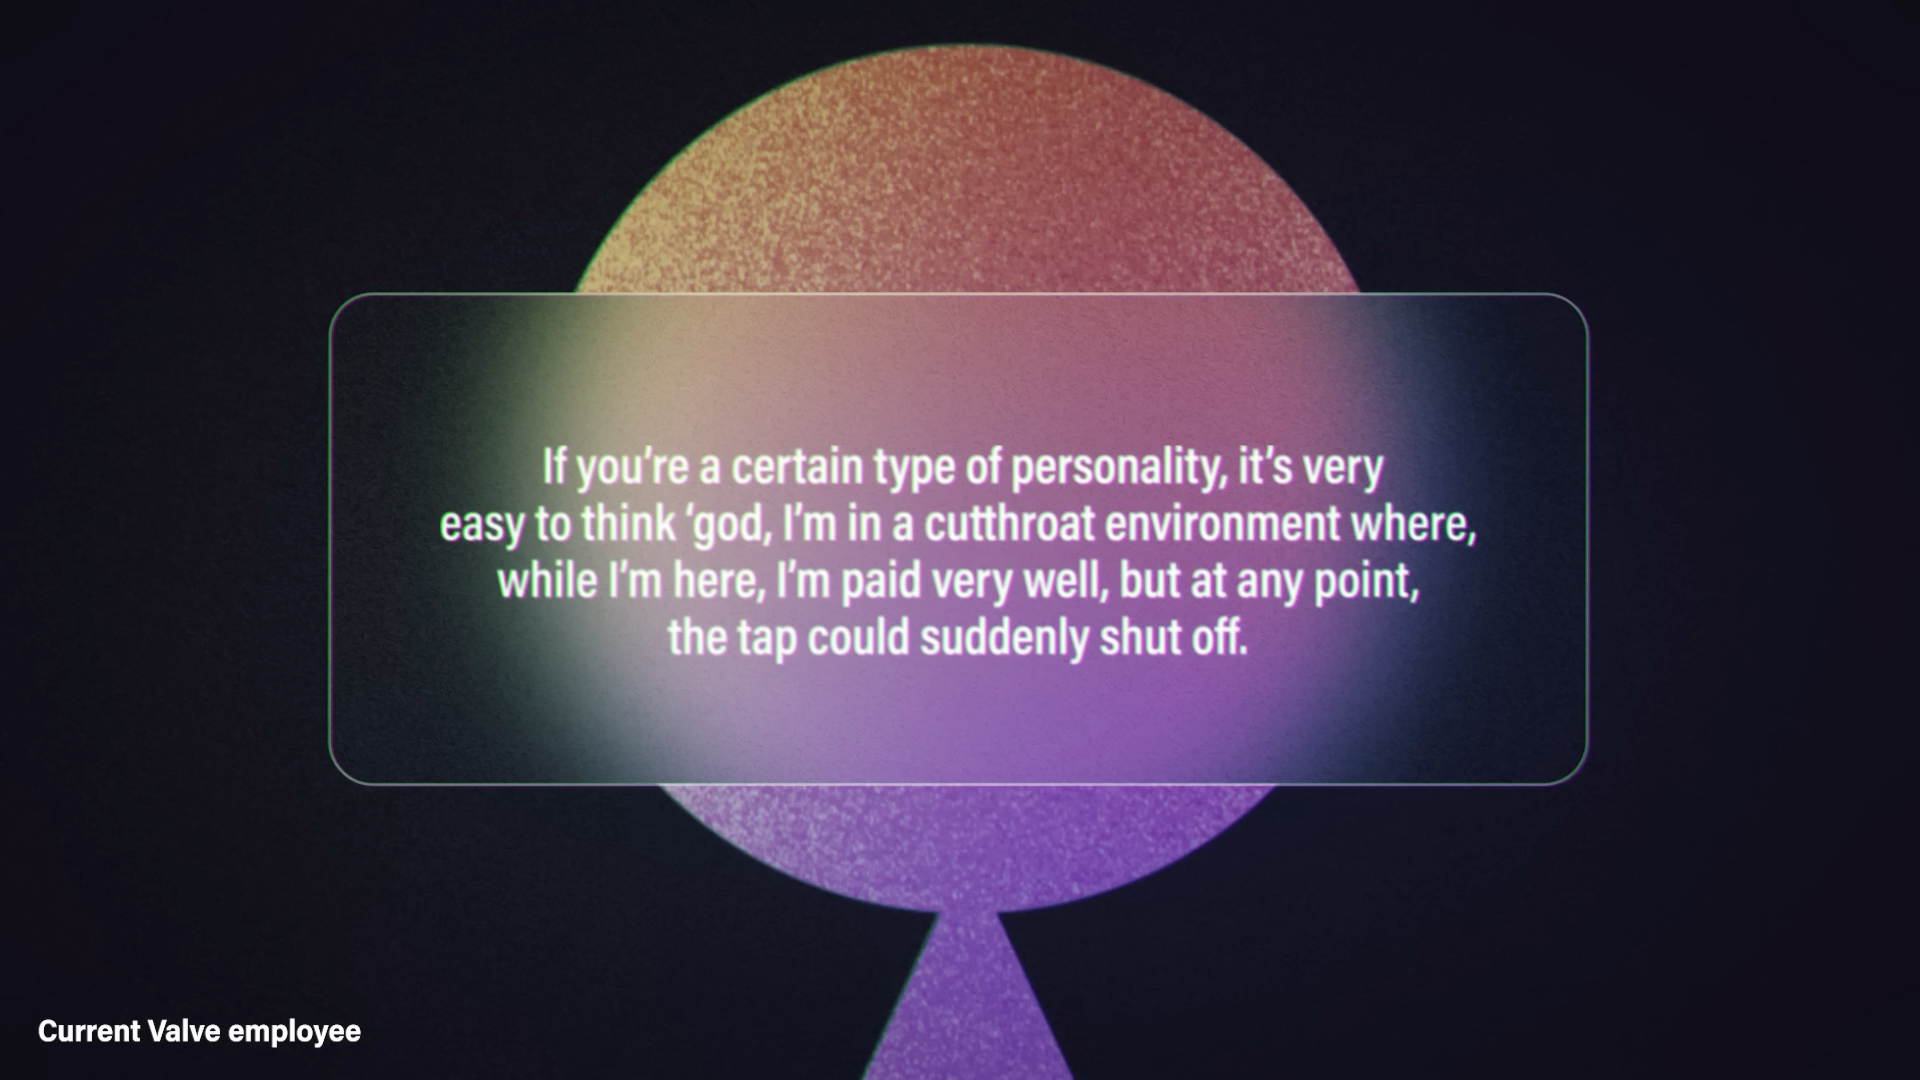 If you’re a certain type of personality, it’s very
easy to think ‘god, I’m in a cutthroat environment where,
while I’m here, I’m paid very well, but at any point,
the tap could suddenly shut off.
Current Valve employee